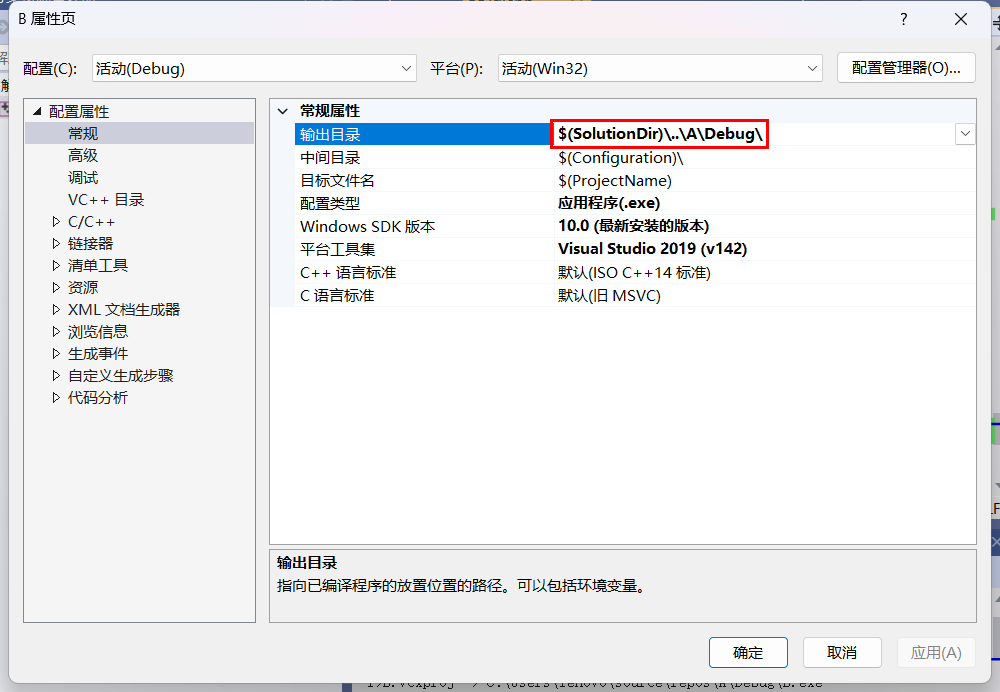 B 属性页
?
配置(C):
活动(Debug)
平台(P):
活动(Win32)
配置管理器(O)...
配置属性
常规
高级
调试
VC++ 目录
C/C++
链接器
清单工具
资源
XML 文档生成器
浏览信息
生成事件
自定义生成步骤
代码分析
常规属性
输出目录 $(SolutionDir)\..\A\Debug\
中间目录 $(Configuration)\
目标文件名 $(ProjectName)
配置类型 应用程序(.exe)
Windows SDK 版本 10.0 (最新安装的版本)
平台工具集 Visual Studio 2019 (v142)
C++ 语言标准 默认(ISO C++14 标准)
C 语言标准 默认(旧 MSVC)
输出目录
指向已编译程序的放置位置的路径。可以包括环境变量。
确定
取消
应用(A)